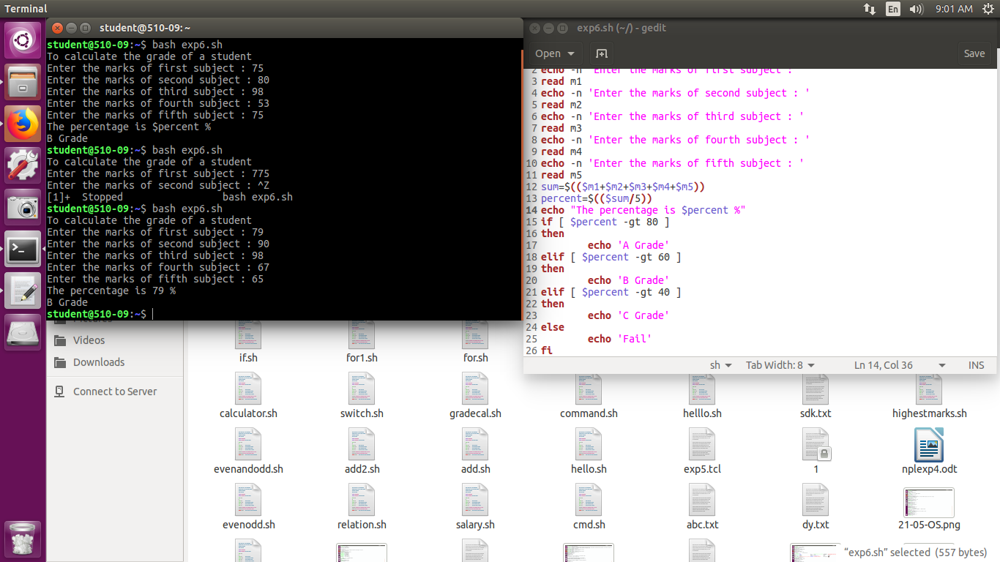 Terminal
En
9:01 AM
student@510-09: ~
student@510-09:~$ bash exp6.sh
To calculate the grade of a student
Enter the marks of first subject : 75
Enter the marks of second subject : 80
Enter the marks of third subject : 98
Enter the marks of fourth subject : 53
Enter the marks of fifth subject : 75
The percentage is $percent %
B Grade
student@510-09:~$ bash exp6.sh
To calculate the grade of a student
Enter the marks of first subject : 775
Enter the marks of second subject : ^Z
[1]+  Stopped                 bash exp6.sh
student@510-09:~$ bash exp6.sh
To calculate the grade of a student
Enter the marks of first subject : 79
Enter the marks of second subject : 90
Enter the marks of third subject : 98
Enter the marks of fourth subject : 67
Enter the marks of fifth subject : 65
The percentage is 79 %
B Grade
student@510-09:~$
exp6.sh (~/) - gedit
Open
Save
2 echo -n 'Enter the marks of first subject : '
3 read m1
4 echo -n 'Enter the marks of second subject : '
5 read m2
6 echo -n 'Enter the marks of third subject : '
7 read m3
8 echo -n 'Enter the marks of fourth subject : '
9 read m4
10 echo -n 'Enter the marks of fifth subject : '
11 read m5
12 sum=$(($m1+$m2+$m3+$m4+$m5))
13 percent=$(($sum/5))
14 echo "The percentage is $percent %"
15 if [ $percent -gt 80 ]
16 then
17         echo 'A Grade'
18 elif [ $percent -gt 60 ]
19 then
20         echo 'B Grade'
21 elif [ $percent -gt 40 ]
22 then
23         echo 'C Grade'
24 else
25         echo 'Fail'
26 fi
sh
Tab Width: 8
Ln 14, Col 36
INS
Pictures
Videos
Downloads
Connect to Server
if.sh
for1.sh
for.sh
calculator.sh
switch.sh
gradecal.sh
command.sh
helllo.sh
sdk.txt
highestmarks.sh
evenandodd.sh
add2.sh
add.sh
hello.sh
exp5.tcl
1
nplexp4.odt
evenodd.sh
relation.sh
salary.sh
cmd.sh
abc.txt
dy.txt
21-05-OS.png
“exp6.sh” selected (557 bytes)